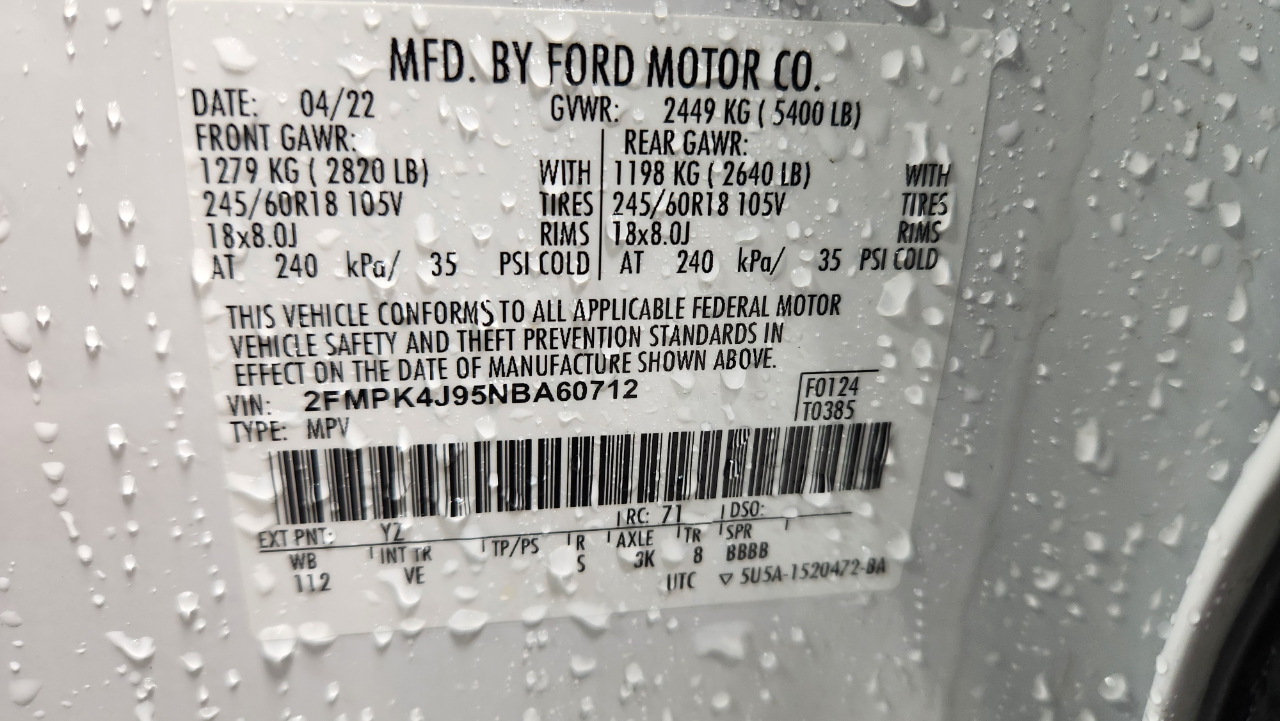 MFD. BY FORD MOTOR CO.
DATE: 04/22 GVWR: 2449 KG ( 5400 LB)
FRONT GAWR: REAR GAWR:
1279 KG ( 2820 LB) WITH 1198 KG ( 2640 LB) WITH
245/60R18 105V TIRES 245/60R18 105V TIRES
18x8.0J RIMS 18x8.0J RIMS
AT 240 kPa/ 35 PSI COLD AT 240 kPa/ 35 PSI COLD
THIS VEHICLE CONFORMS TO ALL APPLICABLE FEDERAL MOTOR
VEHICLE SAFETY AND THEFT PREVENTION STANDARDS IN
EFFECT ON THE DATE OF MANUFACTURE SHOWN ABOVE.
VIN: 2FMPK4J95NBA60712 F0124
TYPE: MPV T0385
EXT PNT: YZ RC: 71 DSO:
WB INT TR TP/PS R AXLE TR SPR
112 VE S 3K 8 BBBB
UTC ▽ 5U5A-1520472-BA